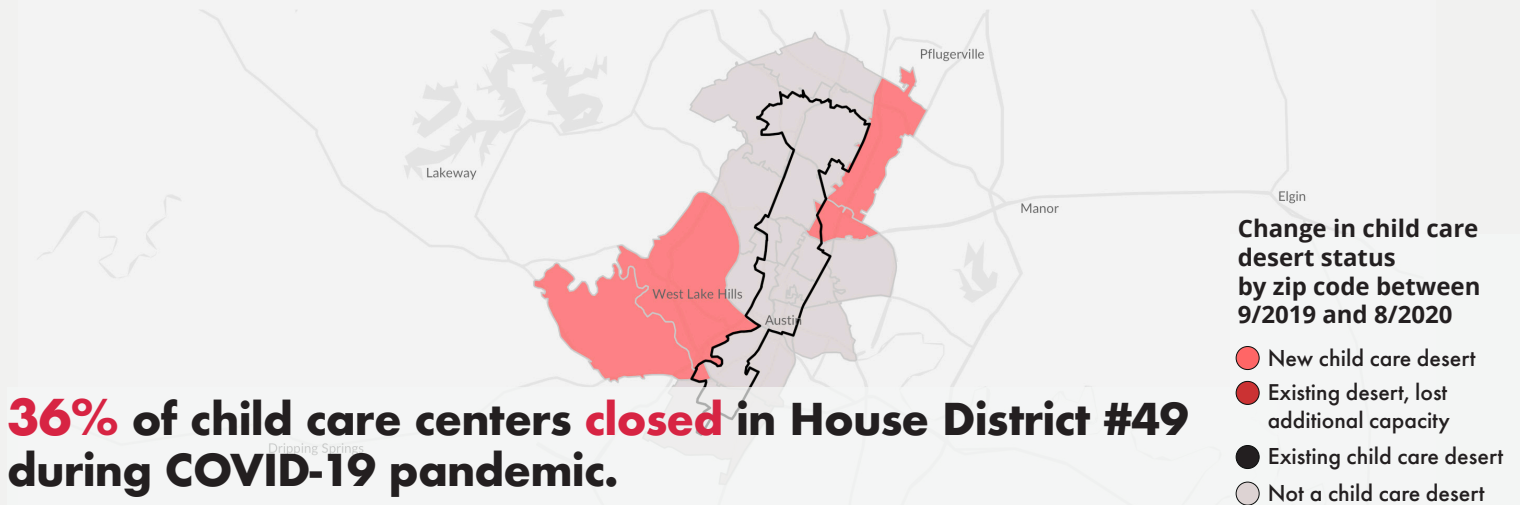 Pflugerville
Lakeway
Manor
Elgin
West Lake Hills
Austin
Change in child care
desert status
by zip code between
9/2019 and 8/2020
New child care desert
Existing desert, lost
additional capacity
Existing child care desert
Not a child care desert
36% of child care centers closed in House District #49
Dripping Springs
during COVID-19 pandemic.